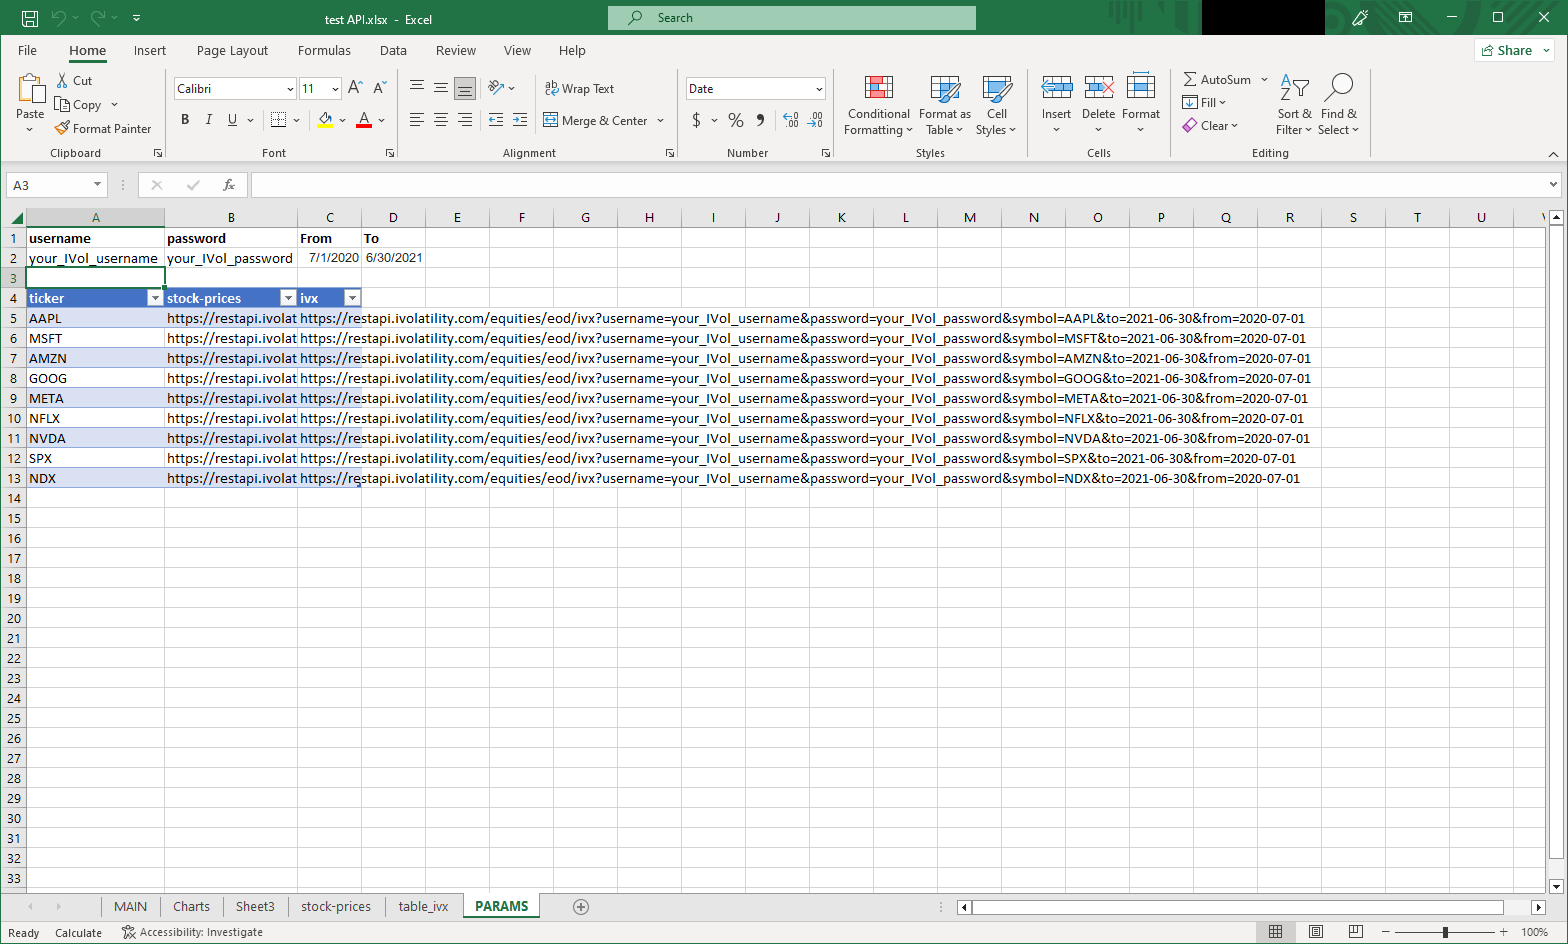 test API.xlsx - Excel
Search
File Home Insert Page Layout Formulas Data Review View Help
Share
Paste
Cut
Copy
Format Painter
Clipboard
Calibri 11
B I U
Font
Wrap Text
Merge & Center
Alignment
Date
$ % 9
Number
Conditional Formatting
Format as Table
Cell Styles
Styles
Insert Delete Format
Cells
AutoSum
Fill
Clear
Sort & Filter
Find & Select
Editing
A3
fx
A B C D E F G H I J K L M N O P Q R S T U
1 username password From To
2 your_IVol_username your_IVol_password 7/1/2020 6/30/2021
3
4 ticker stock-prices ivx
5 AAPL https://restapi.ivolat https://restapi.ivolatility.com/equities/eod/ivx?username=your_IVol_username&password=your_IVol_password&symbol=AAPL&to=2021-06-30&from=2020-07-01
6 MSFT https://restapi.ivolat https://restapi.ivolatility.com/equities/eod/ivx?username=your_IVol_username&password=your_IVol_password&symbol=MSFT&to=2021-06-30&from=2020-07-01
7 AMZN https://restapi.ivolat https://restapi.ivolatility.com/equities/eod/ivx?username=your_IVol_username&password=your_IVol_password&symbol=AMZN&to=2021-06-30&from=2020-07-01
8 GOOG https://restapi.ivolat https://restapi.ivolatility.com/equities/eod/ivx?username=your_IVol_username&password=your_IVol_password&symbol=GOOG&to=2021-06-30&from=2020-07-01
9 META https://restapi.ivolat https://restapi.ivolatility.com/equities/eod/ivx?username=your_IVol_username&password=your_IVol_password&symbol=META&to=2021-06-30&from=2020-07-01
10 NFLX https://restapi.ivolat https://restapi.ivolatility.com/equities/eod/ivx?username=your_IVol_username&password=your_IVol_password&symbol=NFLX&to=2021-06-30&from=2020-07-01
11 NVDA https://restapi.ivolat https://restapi.ivolatility.com/equities/eod/ivx?username=your_IVol_username&password=your_IVol_password&symbol=NVDA&to=2021-06-30&from=2020-07-01
12 SPX https://restapi.ivolat https://restapi.ivolatility.com/equities/eod/ivx?username=your_IVol_username&password=your_IVol_password&symbol=SPX&to=2021-06-30&from=2020-07-01
13 NDX https://restapi.ivolat https://restapi.ivolatility.com/equities/eod/ivx?username=your_IVol_username&password=your_IVol_password&symbol=NDX&to=2021-06-30&from=2020-07-01
14
15
16
17
18
19
20
21
22
23
24
25
26
27
28
29
30
31
32
33
MAIN Charts Sheet3 stock-prices table_ivx PARAMS
Ready Calculate Accessibility: Investigate 100%